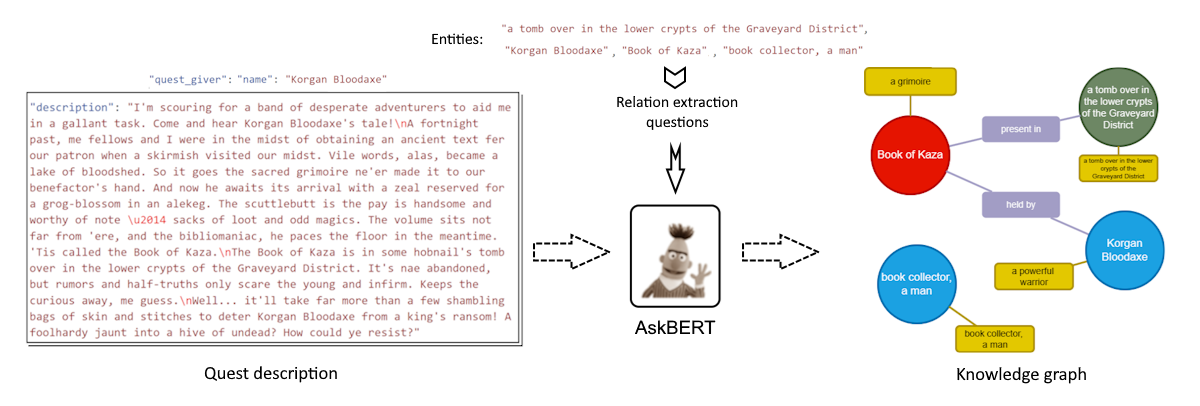 Entities:
"a tomb over in the lower crypts of the Graveyard District",
"Korgan Bloodaxe" , "Book of Kaza" , "book collector, a man"
"quest_giver": "name": "Korgan Bloodaxe"
"description": "I'm scouring for a band of desperate adventurers to aid me
in a gallant task. Come and hear Korgan Bloodaxe's tale!\nA fortnight
past, me fellows and I were in the midst of obtaining an ancient text fer
our patron when a skirmish visited our midst. Vile words, alas, became a
lake of bloodshed. So it goes the sacred grimoire ne'er made it to our
benefactor's hand. And now he awaits its arrival with a zeal reserved for
a grog-blossom in an alekeg. The scuttlebutt is the pay is handsome and
worthy of note \u2014 sacks of loot and odd magics. The volume sits not
far from 'ere, and the bibliomaniac, he paces the floor in the meantime.
'Tis called the Book of Kaza.\nThe Book of Kaza is in some hobnail's tomb
over in the lower crypts of the Graveyard District. It's nae abandoned,
but rumors and half-truths only scare the young and infirm. Keeps the
curious away, me guess.\nWell... it'll take far more than a few shambling
bags of skin and stitches to deter Korgan Bloodaxe from a king's ransom! A
foolhardy jaunt into a hive of undead? How could ye resist?"
Quest description
Relation extraction
questions
AskBERT
a grimoire
Book of Kaza
present in
a tomb over in
the lower crypts
of the Graveyard
District
a tomb over in the lower
crypts of the
Graveyard District
held by
Korgan
Bloodaxe
a powerful
warrior
book collector,
a man
book collector,
a man
Knowledge graph